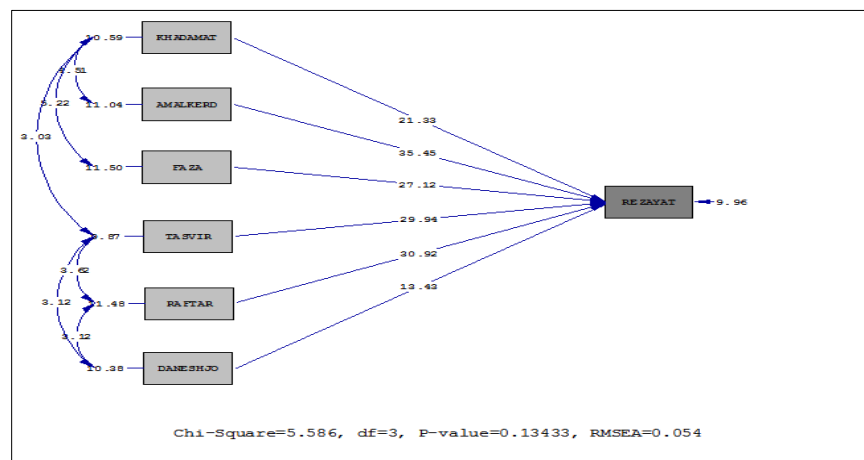 10.59 KHADAMAT
11.04 AMALKERD
3.03
21.33
35.45
11.50 FAZA
27.12
REZAYAT 9.96
TASVIR
29.94
3.62
30.92
3.12
RAFTAR
13.43
3.12
10.38 DANESHJO
Chi-Square=5.586, df=3, P-value=0.13433, RMSEA=0.054